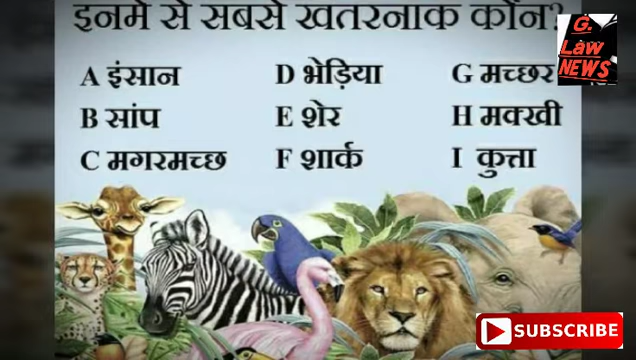 इनमें से सबसे खतरनाक कौन?
G.
Law
NEWS
A इंसान D भेड़िया G मच्छर
B सांप E शेर H मक्खी
C मगरमच्छ F शार्क I कुत्ता
SUBSCRIBE